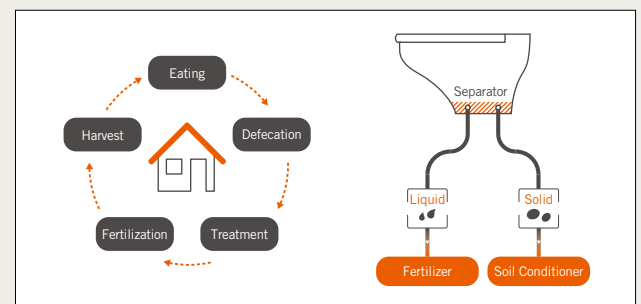 Eating
Defecation
Treatment
Fertilization
Harvest
Separator
Liquid
Solid
Fertilizer
Soil Conditioner